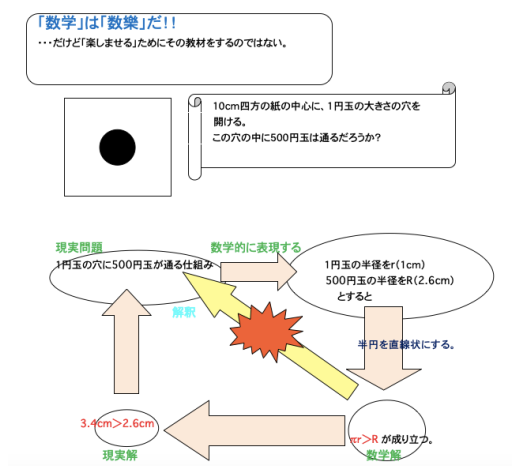 「数学」は「数樂」だ!!
・・・だけど「楽しませる」ためにその教材をするのではない。
10cm四方の紙の中心に、1円玉の大きさの穴を
開ける。
この穴の中に500円玉は通るだろうか?
現実問題
数学的に表現する
1円玉の穴に500円玉が通る仕組み
1円玉の半径をr(1cm)
500円玉の半径をR(2.6cm)
とすると
解釈
半円を直線状にする。
3.4cm>2.6cm
現実解
πr>R が成り立つ。
数学解